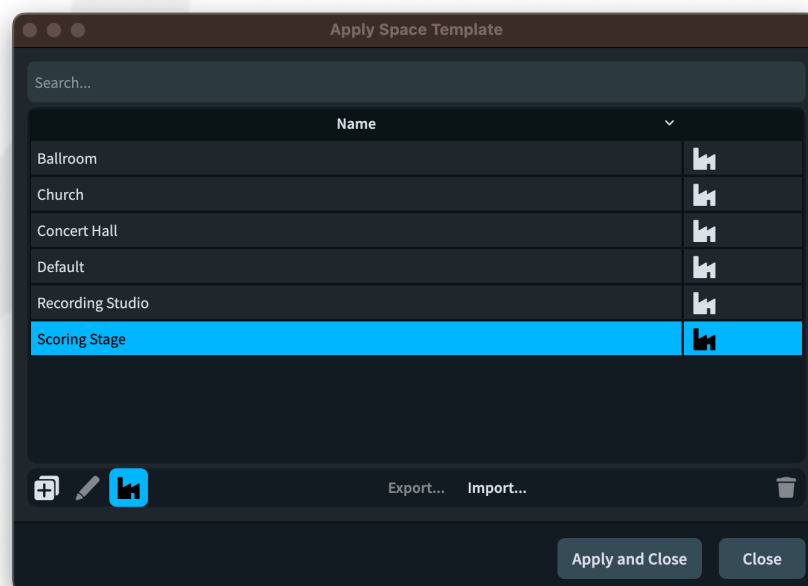 Apply Space Template
Search...
Name
Ballroom
Church
Concert Hall
Default
Recording Studio
Scoring Stage
Export... Import...
Apply and Close Close